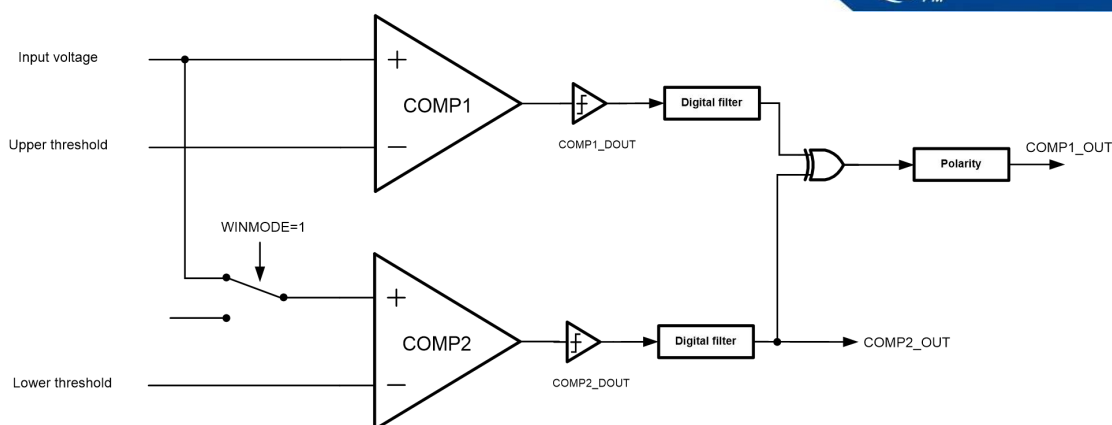 Input voltage
+
COMP1
Digital filter
COMP1_DOUT
Upper threshold
−
COMP1_OUT
Polarity
WINMODE=1
+
COMP2
Digital filter
COMP2_OUT
COMP2_DOUT
Lower threshold
−